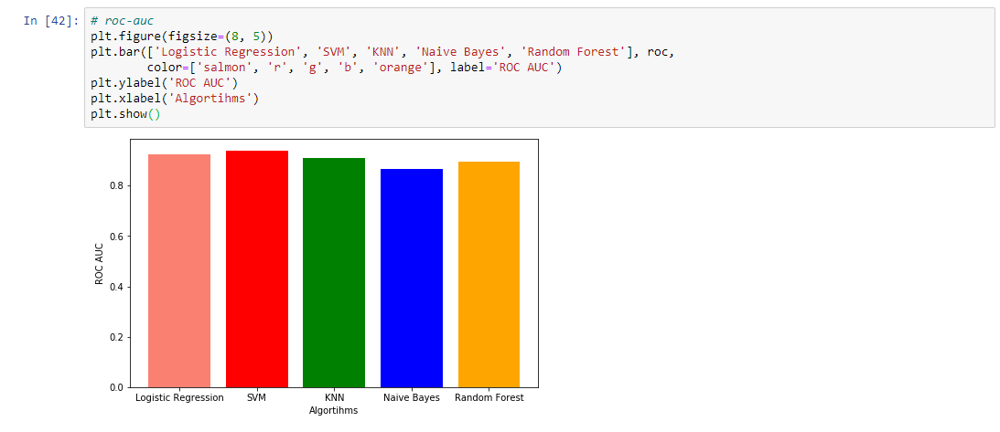 In [42]:
# roc-auc
plt.figure(figsize=(8, 5))
plt.bar(['Logistic Regression', 'SVM', 'KNN', 'Naive Bayes', 'Random Forest'], roc,
        color=['salmon', 'r', 'g', 'b', 'orange'], label='ROC AUC')
plt.ylabel('ROC AUC')
plt.xlabel('Algortihms')
plt.show()
0.8
0.6
0.4
0.2
0.0
ROC AUC
Logistic Regression SVM KNN Naive Bayes Random Forest
Algortihms